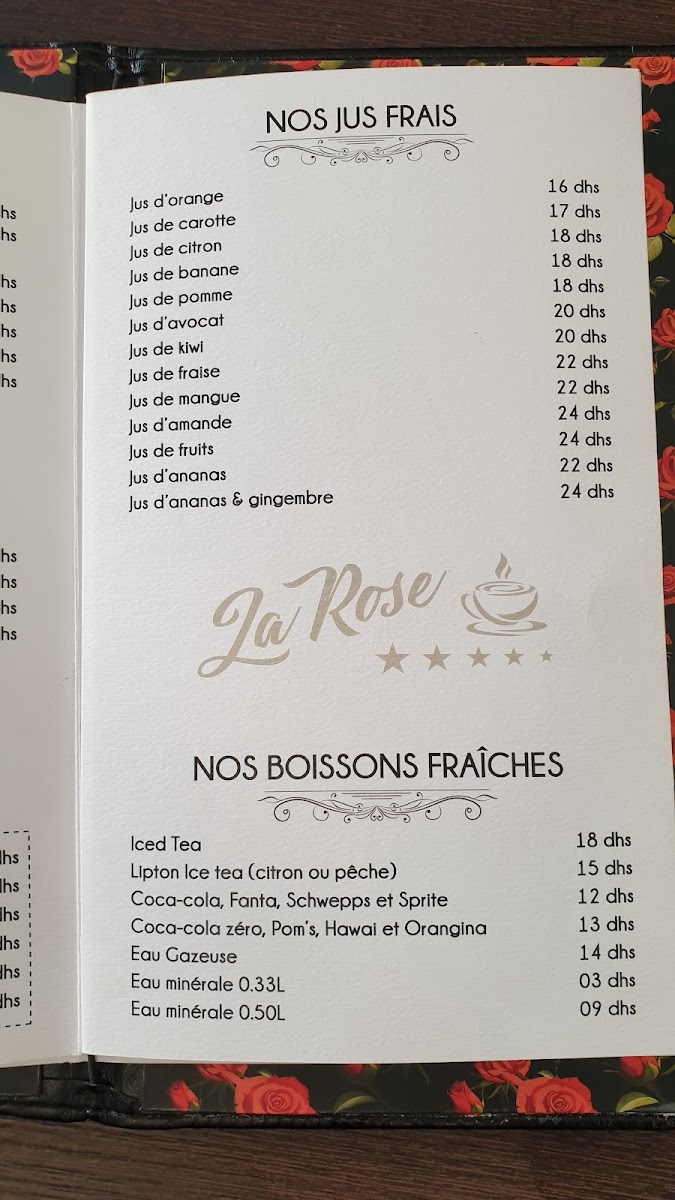 NOS JUS FRAIS
Jus d'orange 16 dhs
Jus de carotte 17 dhs
Jus de citron 18 dhs
Jus de banane 18 dhs
Jus de pomme 18 dhs
Jus d'avocat 20 dhs
Jus de kiwi 20 dhs
Jus de fraise 22 dhs
Jus de mangue 22 dhs
Jus d'amande 24 dhs
Jus de fruits 24 dhs
Jus d'ananas 22 dhs
Jus d'ananas & gingembre 24 dhs
La Rose
NOS BOISSONS FRAÎCHES
Iced Tea 18 dhs
Lipton Ice tea (citron ou pêche) 15 dhs
Coca-cola, Fanta, Schwepps et Sprite 12 dhs
Coca-cola zéro, Pom's, Hawai et Orangina 13 dhs
Eau Gazeuse 14 dhs
Eau minérale 0.33L 03 dhs
Eau minérale 0.50L 09 dhs